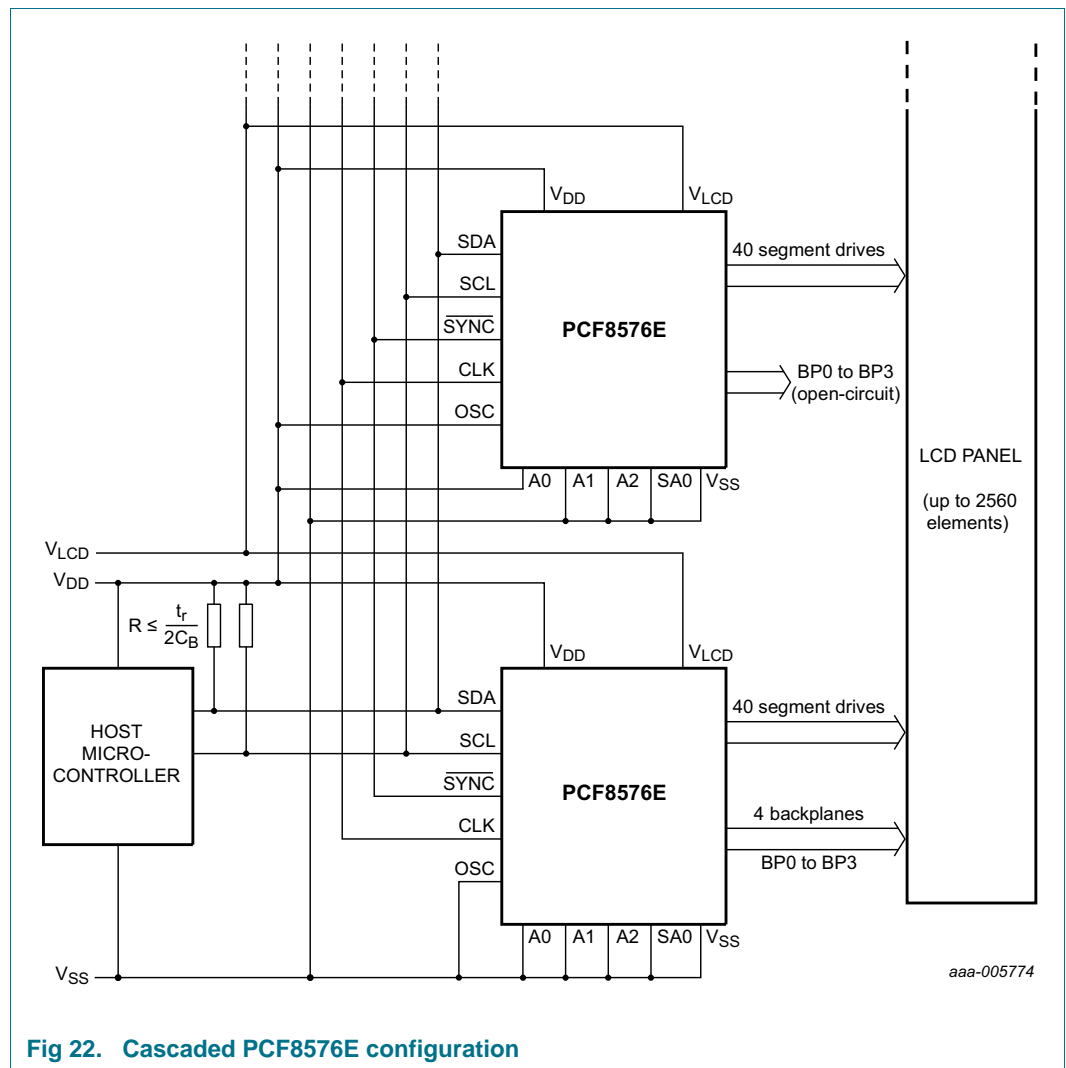 VDD
VLCD
SDA
SCL
SYNC
CLK
OSC
PCF8576E
A0 A1 A2 SA0 VSS
40 segment drives
BP0 to BP3
(open-circuit)
LCD PANEL
(up to 2560
elements)
VLCD
VDD
R ≤ tr
2CB
HOST
MICRO-
CONTROLLER
VSS
VDD
VLCD
SDA
SCL
SYNC
CLK
OSC
PCF8576E
A0 A1 A2 SA0 VSS
40 segment drives
4 backplanes
BP0 to BP3
aaa-005774
Fig 22. Cascaded PCF8576E configuration